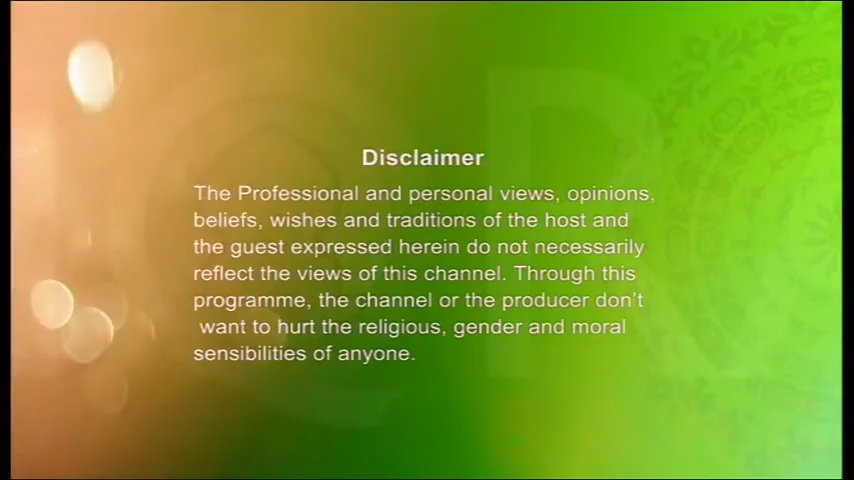 Disclaimer
The Professional and personal views, opinions,
beliefs, wishes and traditions of the host and
the guest expressed herein do not necessarily
reflect the views of this channel. Through this
programme, the channel or the producer don't
want to hurt the religious, gender and moral
sensibilities of anyone.